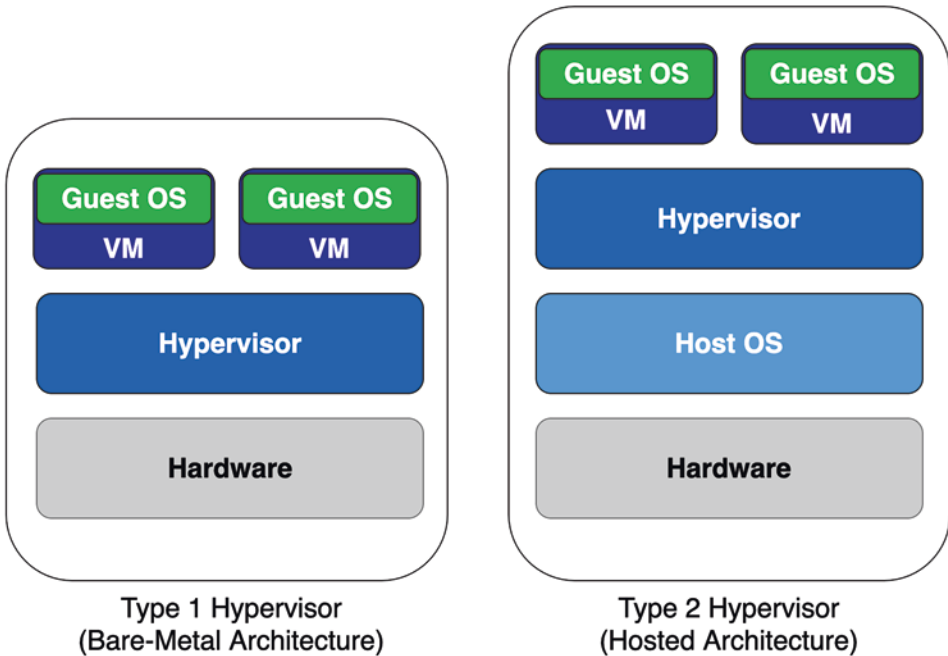 Guest OS
VM
Guest OS
VM
Hypervisor
Hardware
Type 1 Hypervisor
(Bare-Metal Architecture)
Guest OS
VM
Guest OS
VM
Hypervisor
Host OS
Hardware
Type 2 Hypervisor
(Hosted Architecture)